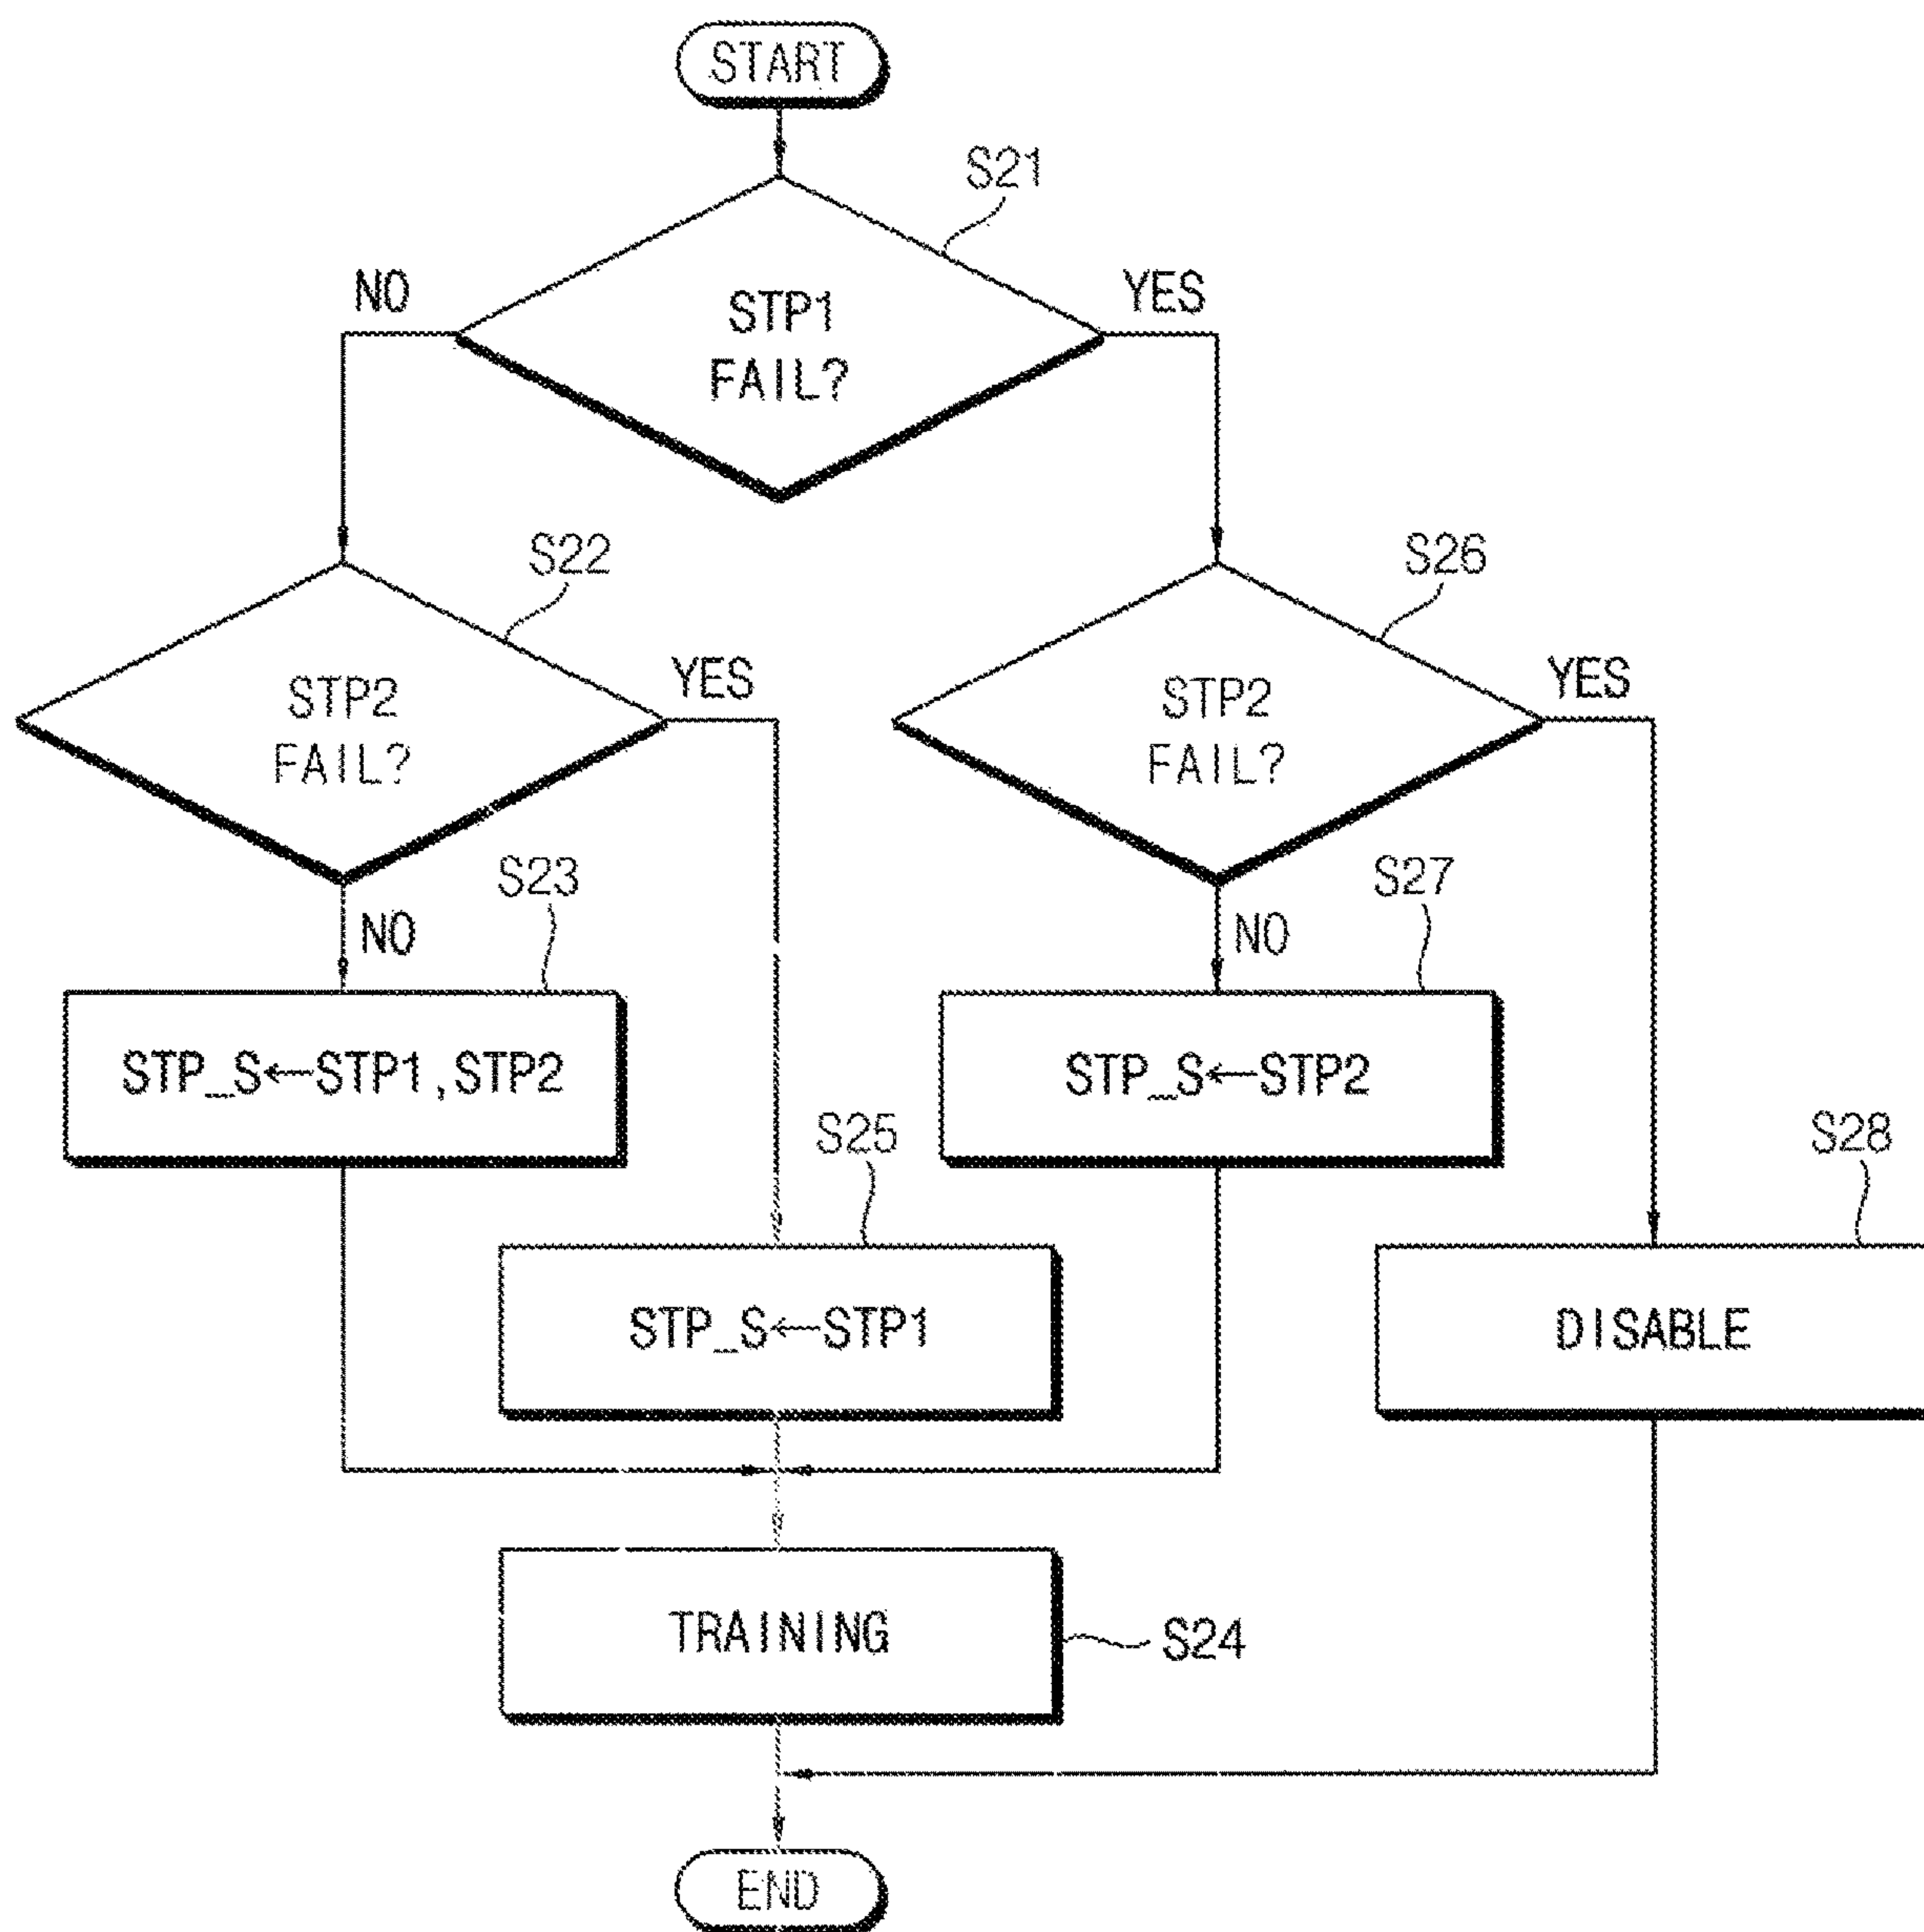 START
S21
NO
YES
STP1
FAIL?
S22
S26
STP2
FAIL?
YES
STP2
FAIL?
YES
S23
S27
NO
NO
STP_S←STP1,STP2
STP_S←STP2
S25
S28
STP_S←STP1
DISABLE
TRAINING
S24
END